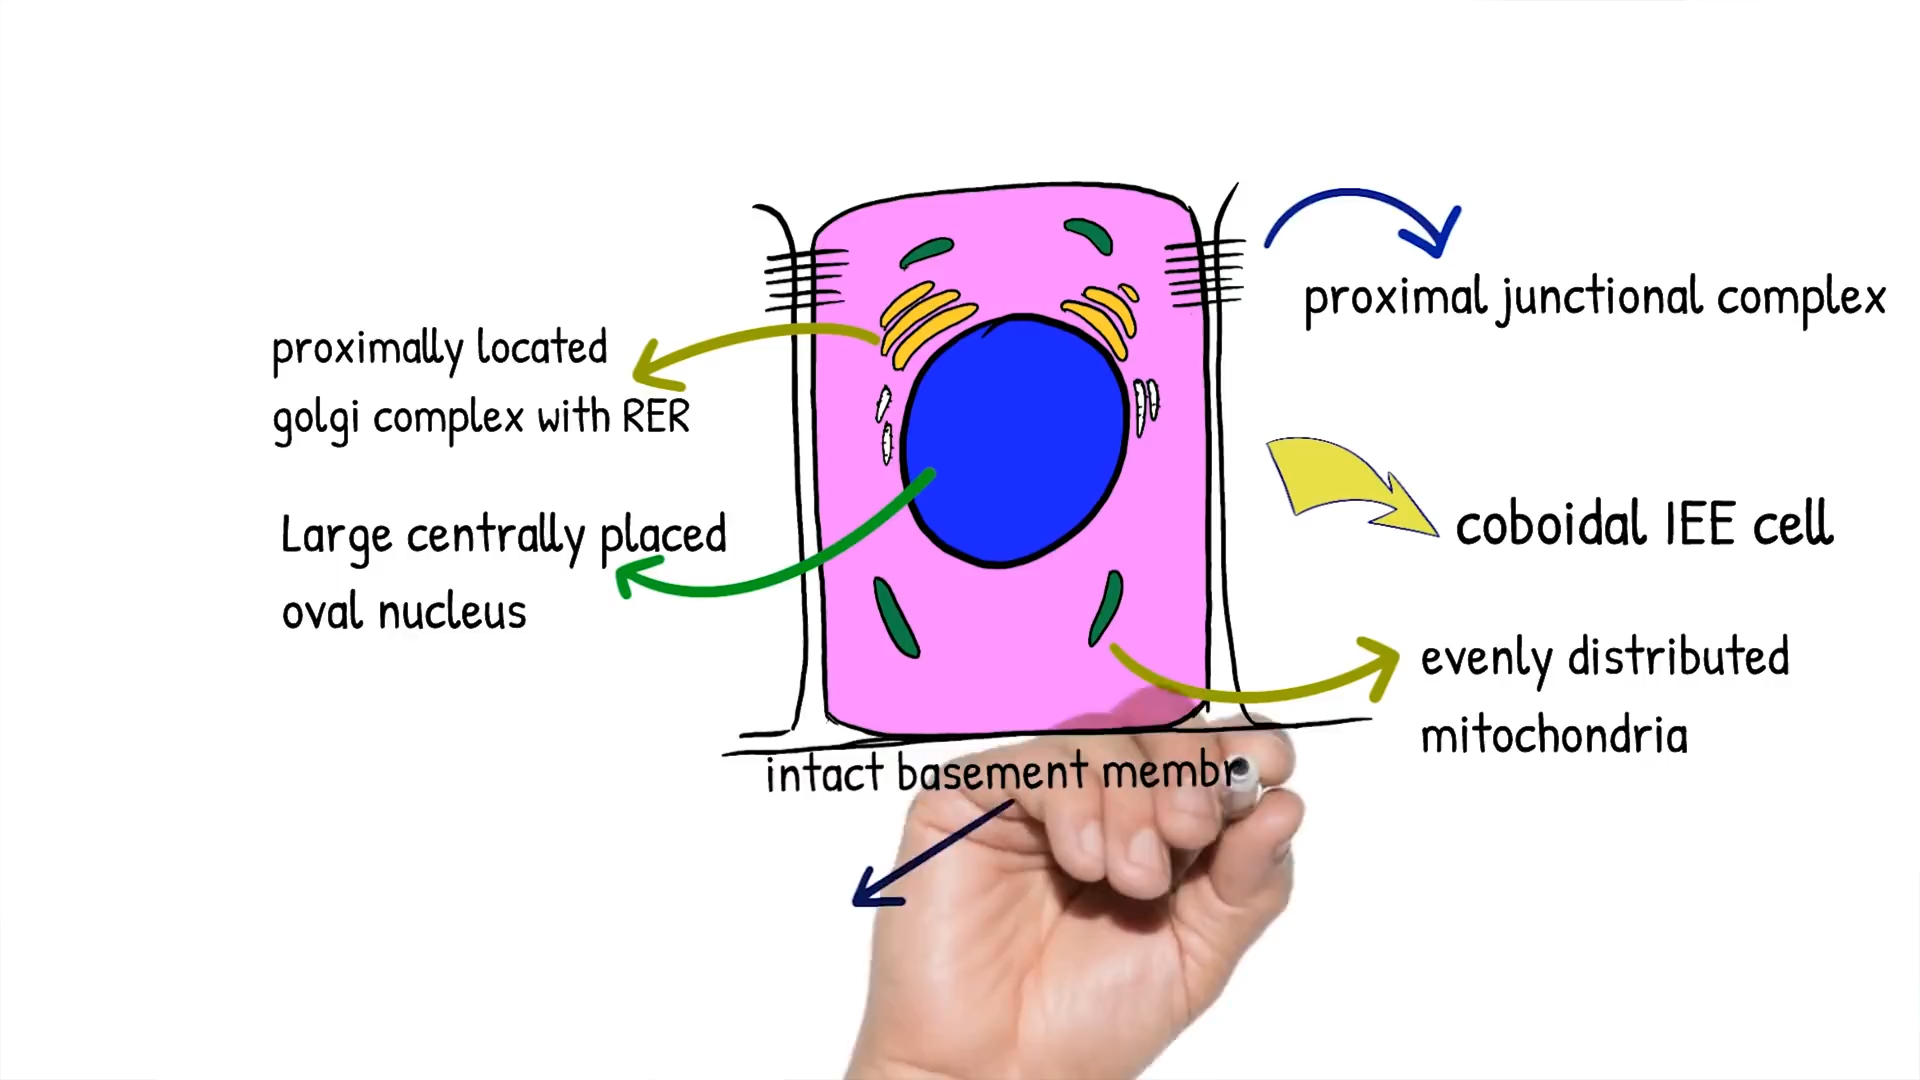 proximal junctional complex
proximally located
golgi complex with RER
coboidal IEE cell
Large centrally placed
oval nucleus
evenly distributed
mitochondria
intact basement membr